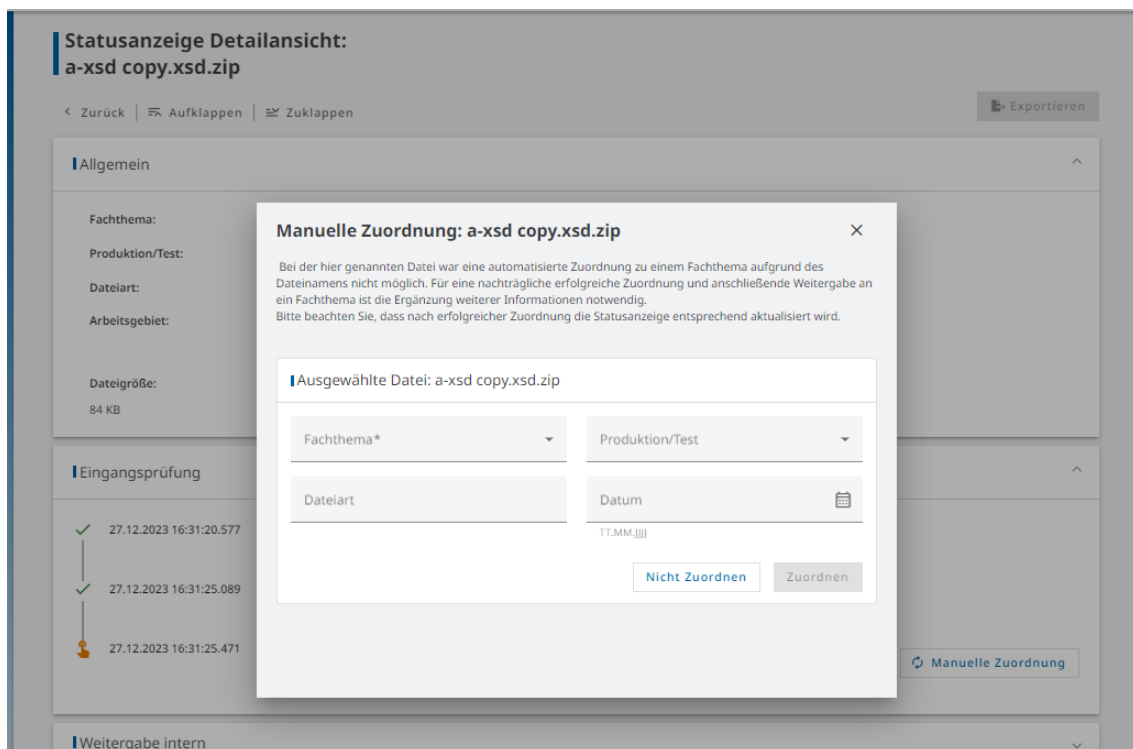 Statusanzeige Detailansicht:
a-xsd copy.xsd.zip
Zurück | Aufklappen | Zuklappen
Exportieren
Allgemein
Fachthema:
Produktion/Test:
Dateiart:
Arbeitsgebiet:
Dateigröße:
84 KB
Manuelle Zuordnung: a-xsd copy.xsd.zip
Bei der hier genannten Datei war eine automatisierte Zuordnung zu einem Fachthema aufgrund des
Dateinamens nicht möglich. Für eine nachträgliche erfolgreiche Zuordnung und anschließende Weitergabe an
ein Fachthema ist die Ergänzung weiterer Informationen notwendig.
Bitte beachten Sie, dass nach erfolgreicher Zuordnung die Statusanzeige entsprechend aktualisiert wird.
Ausgewählte Datei: a-xsd copy.xsd.zip
Fachthema*
Produktion/Test
Dateiart
Datum
TT.MM.JJJJ
Nicht Zuordnen
Zuordnen
Eingangsprüfung
27.12.2023 16:31:20.577
27.12.2023 16:31:25.089
27.12.2023 16:31:25.471
Manuelle Zuordnung
Weitergabe intern